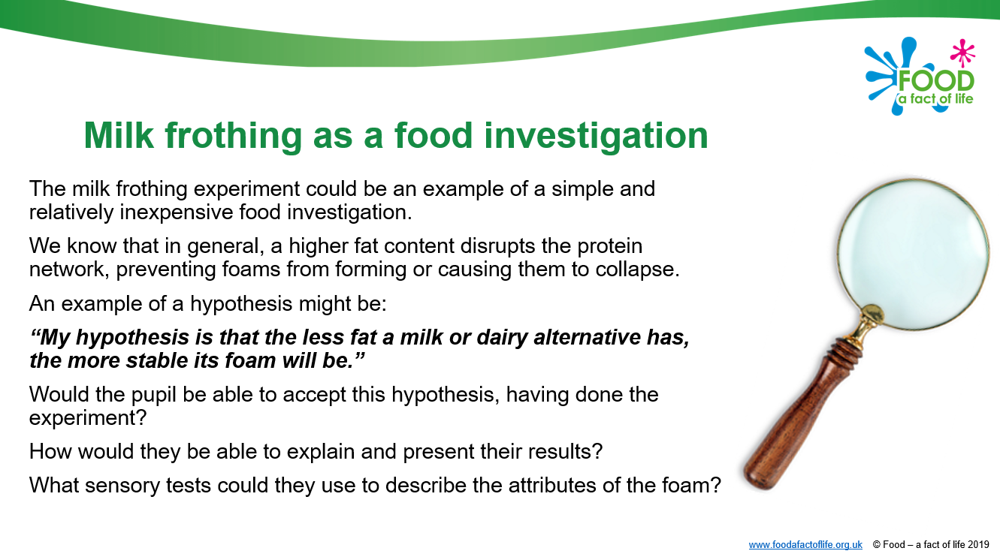 FOOD
a fact of life
Milk frothing as a food investigation
The milk frothing experiment could be an example of a simple and
relatively inexpensive food investigation.
We know that in general, a higher fat content disrupts the protein
network, preventing foams from forming or causing them to collapse.
An example of a hypothesis might be:
“My hypothesis is that the less fat a milk or dairy alternative has,
the more stable its foam will be.”
Would the pupil be able to accept this hypothesis, having done the
experiment?
How would they be able to explain and present their results?
What sensory tests could they use to describe the attributes of the foam?
www.foodafactoflife.org.uk © Food – a fact of life 2019